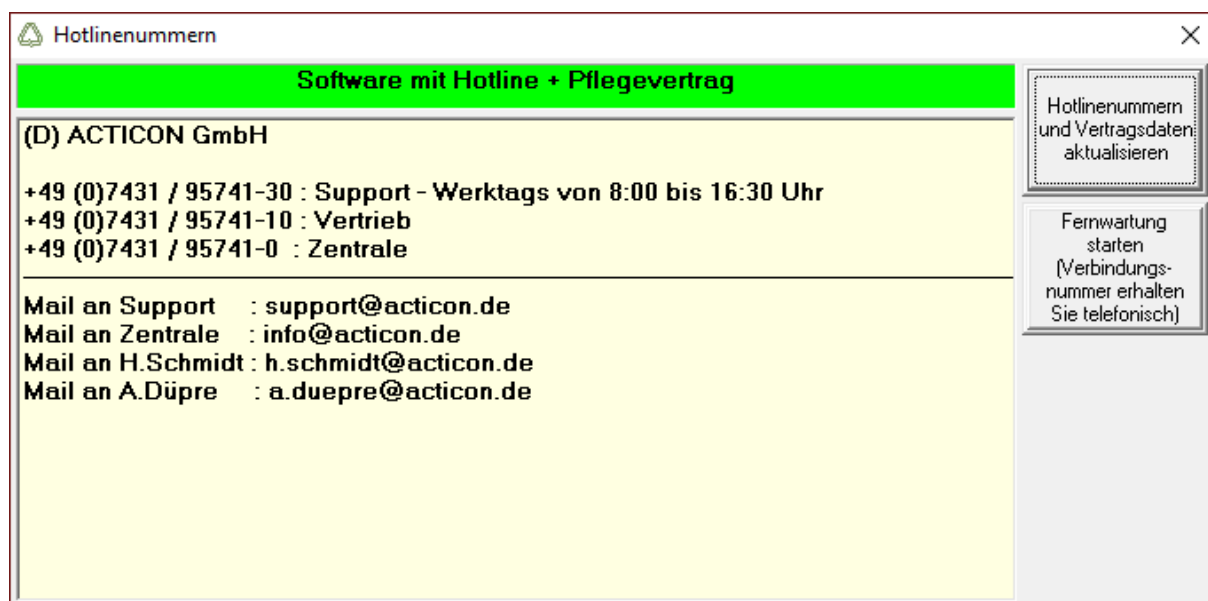 Hotlinenummern
Software mit Hotline + Pflegevertrag
(D) ACTICON GmbH
+49 (0)7431 / 95741-30 : Support - Werktags von 8:00 bis 16:30 Uhr
+49 (0)7431 / 95741-10 : Vertrieb
+49 (0)7431 / 95741-0 : Zentrale
Mail an Support : support@acticon.de
Mail an Zentrale : info@acticon.de
Mail an H.Schmidt : h.schmidt@acticon.de
Mail an A.Düpre : a.duepre@acticon.de
Hotlinenummern
und Vertragsdaten
aktualisieren
Fernwartung
starten
(Verbindungs-
nummer erhalten
Sie telefonisch)